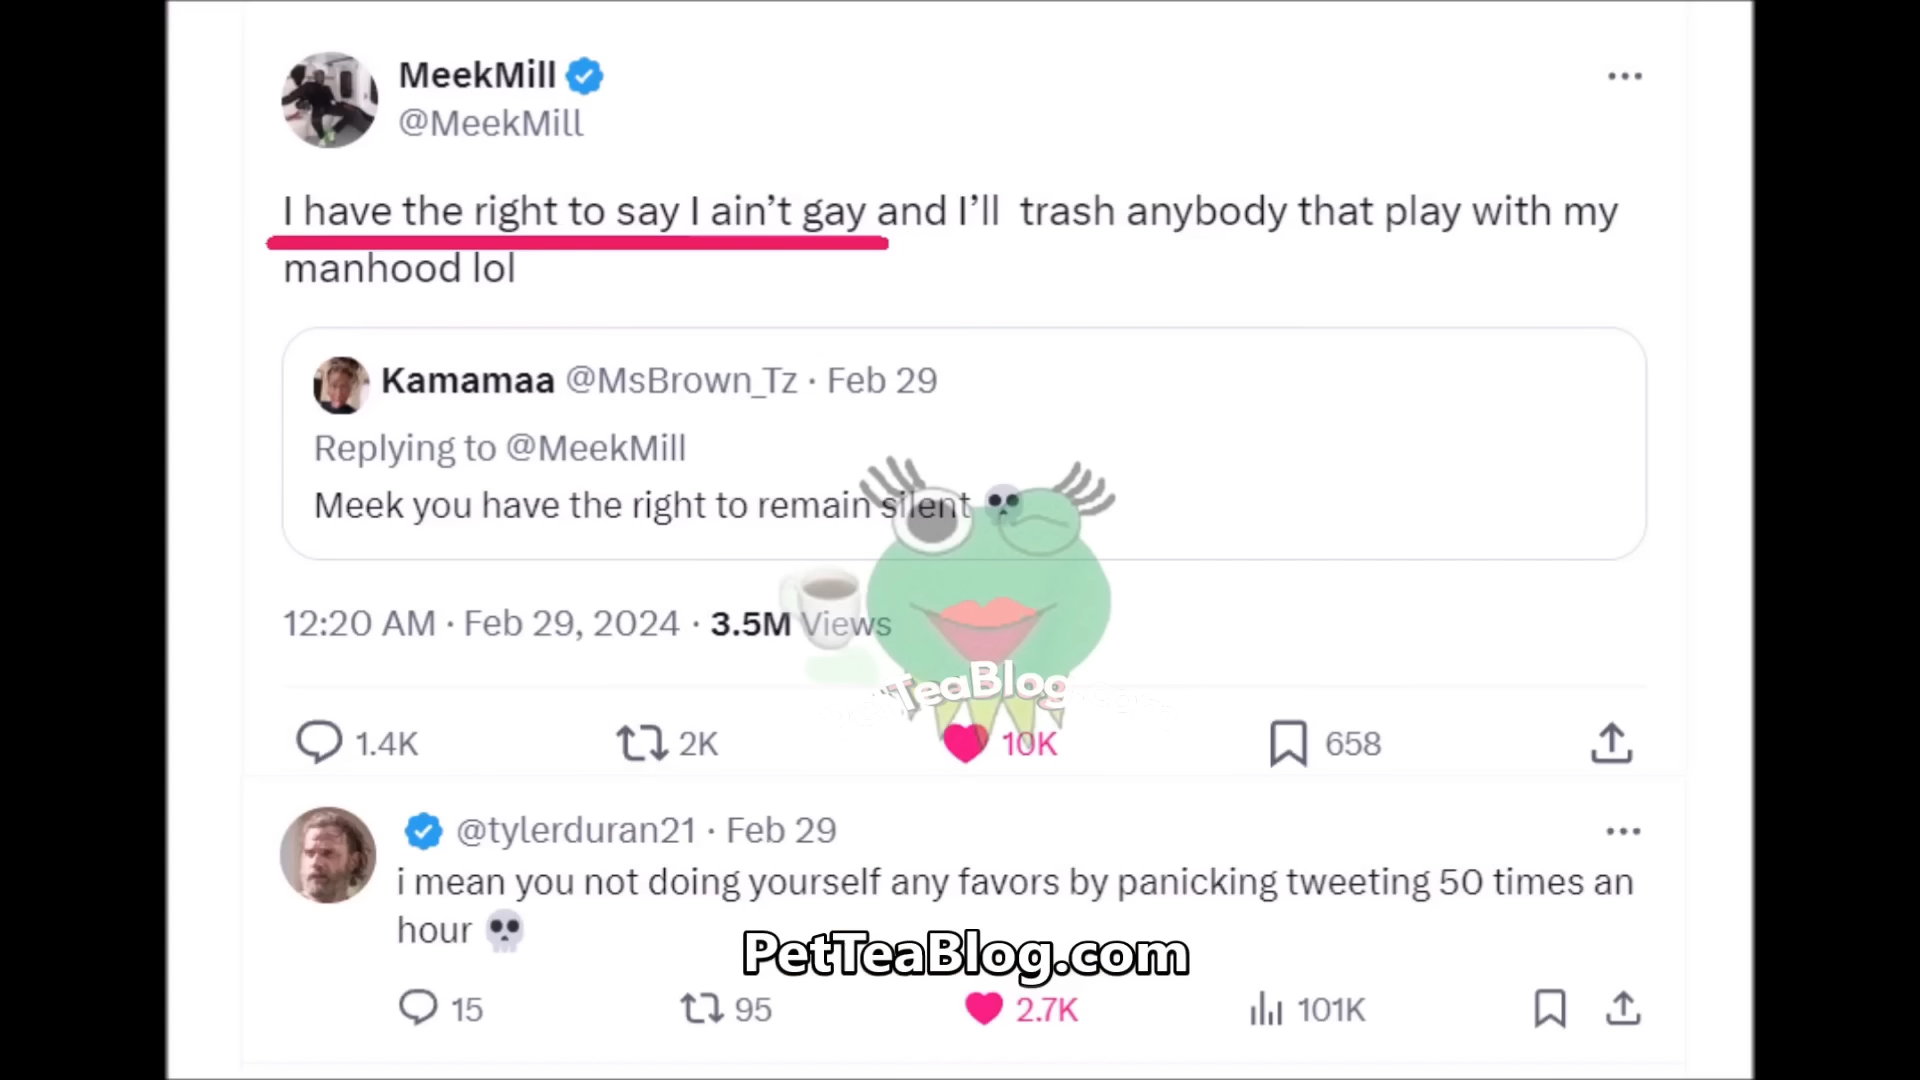 MeekMill
@MeekMill
I have the right to say I ain't gay and I'll trash anybody that play with my
manhood lol
Kamamaa @MsBrown_Tz · Feb 29
Replying to @MeekMill
Meek you have the right to remain silent 💀
12:20 AM · Feb 29, 2024 · 3.5M Views
TeaBlog
1.4K 2K 10K 658
@tylerduran21 · Feb 29
i mean you not doing yourself any favors by panicking tweeting 50 times an
hour 💀
PetTeaBlog.com
15 95 2.7K 101K